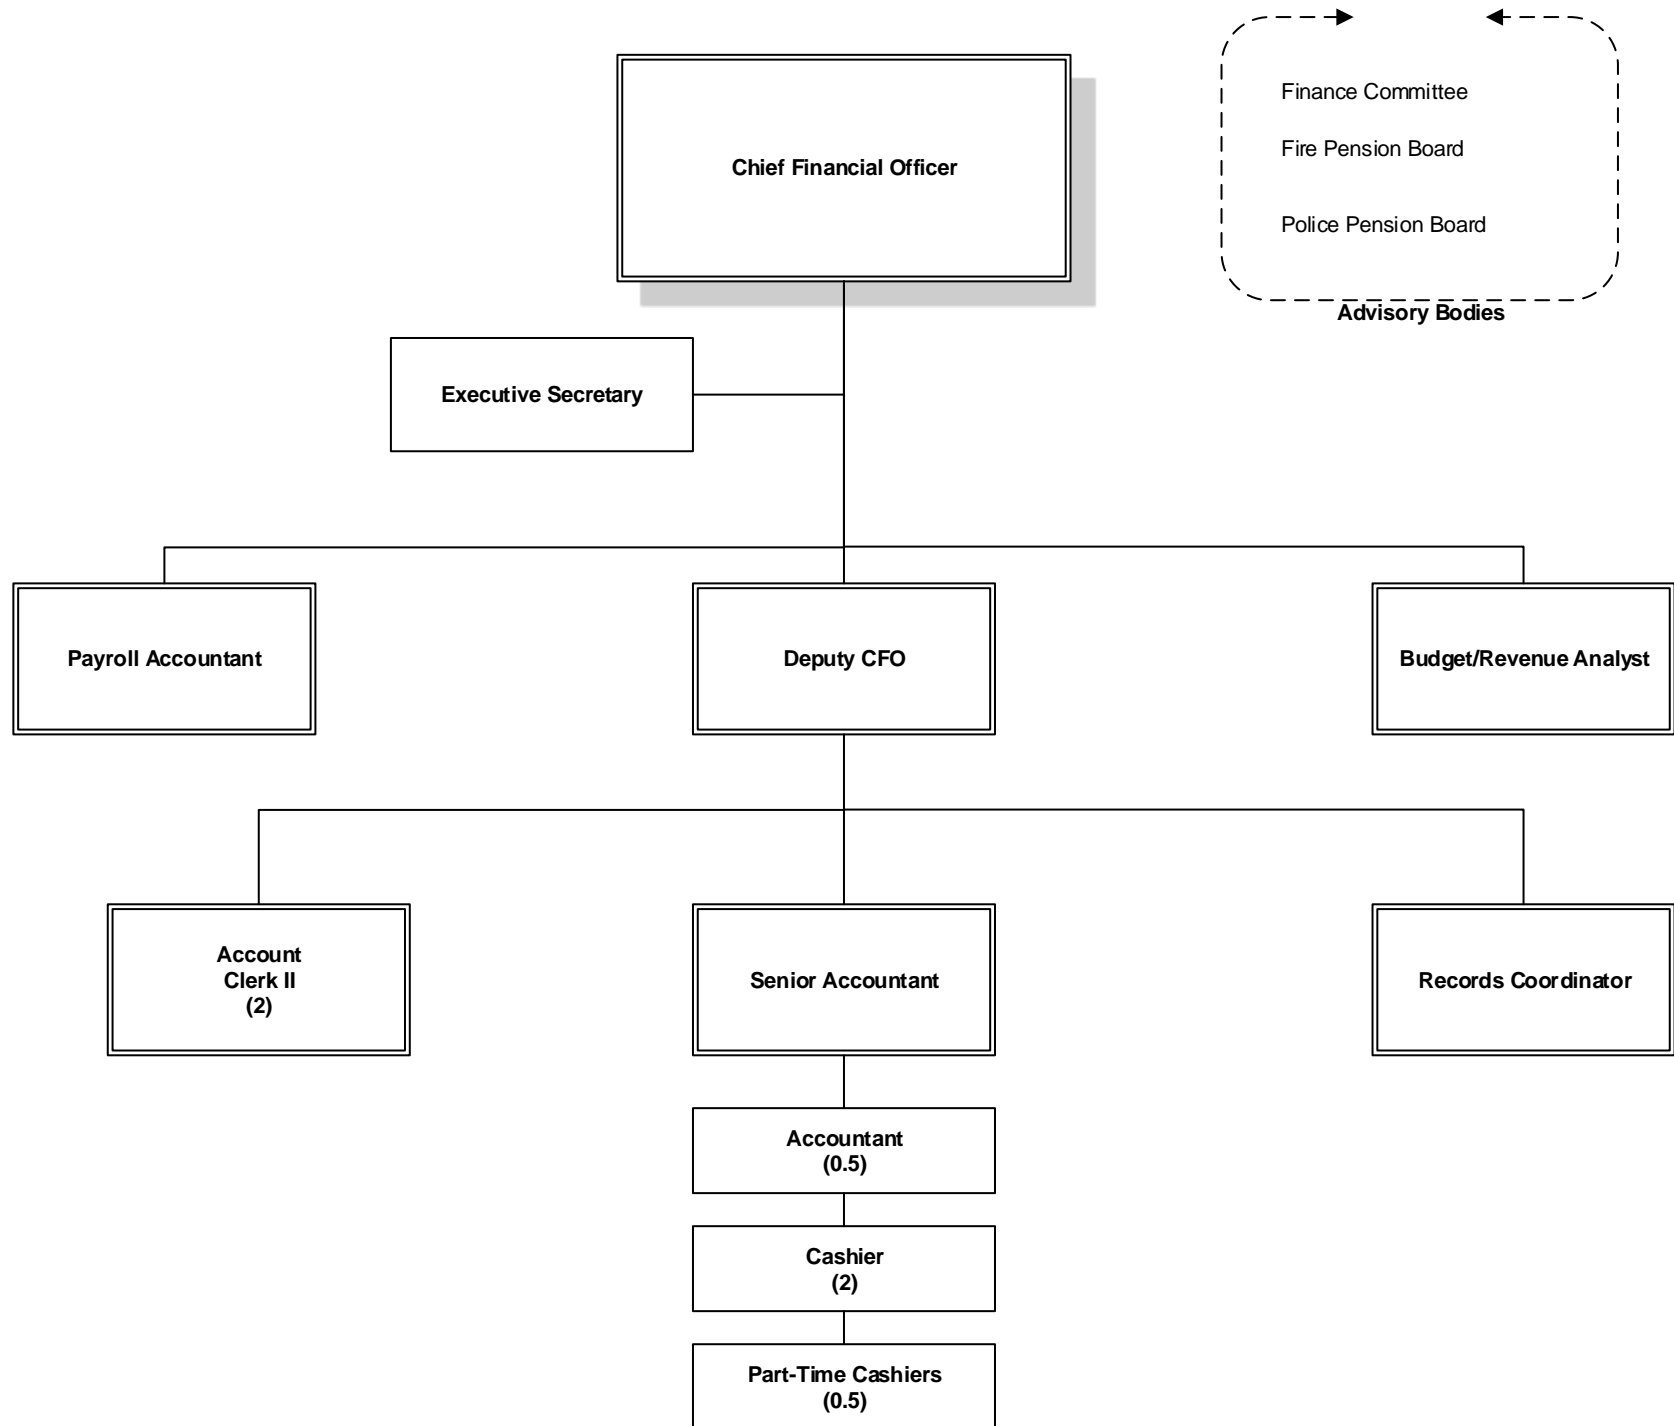 Finance Committee
Fire Pension Board
Chief Financial Officer
Police Pension Board
Advisory Bodies
Executive Secretary
Payroll Accountant
Deputy CFO
Budget/Revenue Analyst
Account
Clerk II
(2)
Senior Accountant
Records Coordinator
Accountant
(0.5)
Cashier
(2)
Part-Time Cashiers
(0.5)